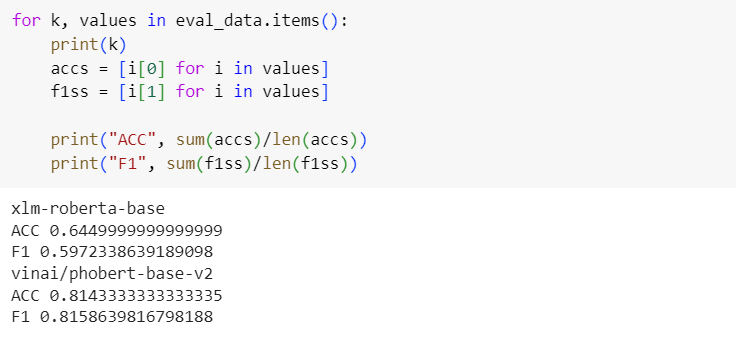 for k, values in eval_data.items():
    print(k)
    accs = [i[0] for i in values]
    f1ss = [i[1] for i in values]

    print("ACC", sum(accs)/len(accs))
    print("F1", sum(f1ss)/len(f1ss))
xlm-roberta-base
ACC 0.6449999999999999
F1 0.5972338639189098
vinai/phobert-base-v2
ACC 0.8143333333333335
F1 0.8158639816798188